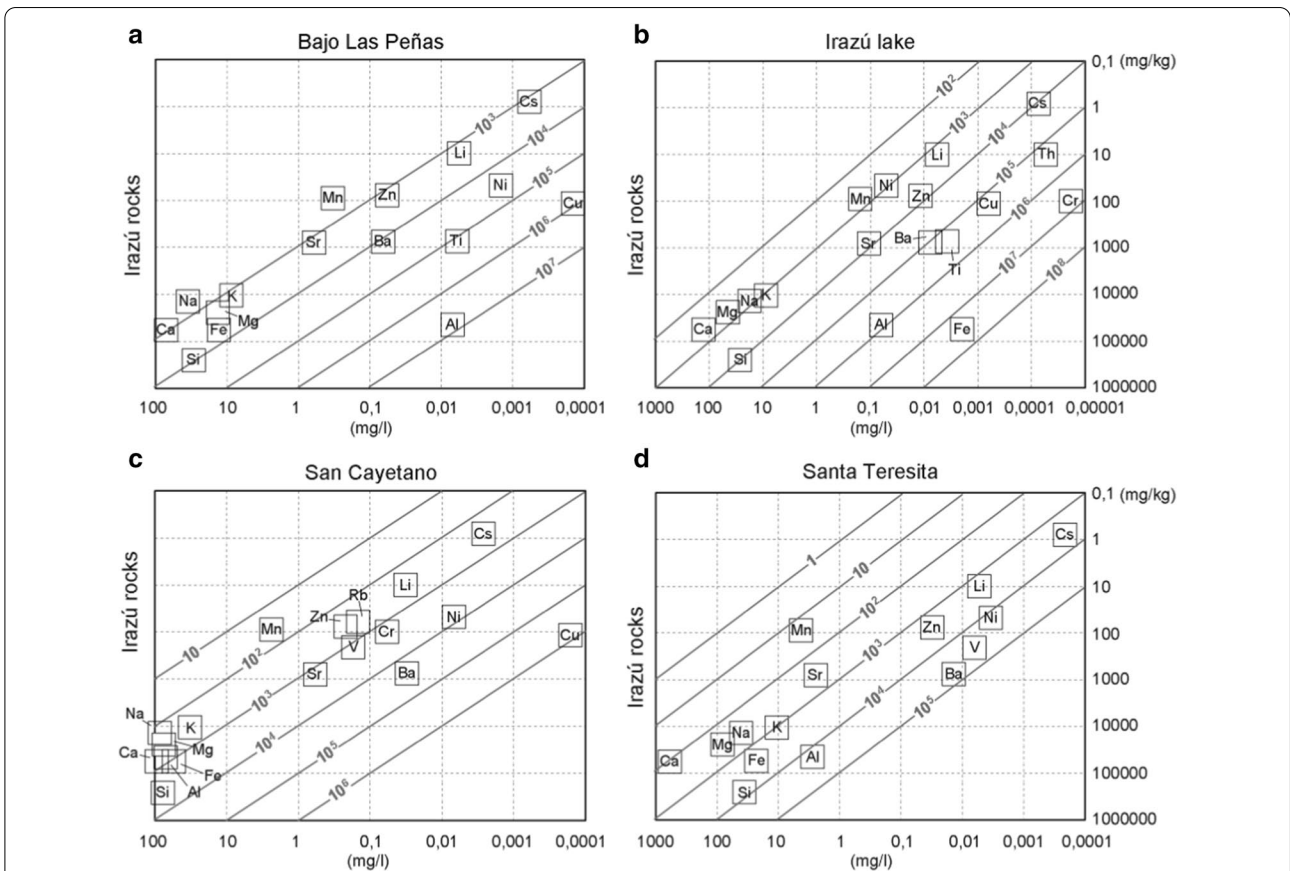 a
Bajo Las Peñas
Irazú rocks
Cs
10³
10⁴
Li
Ni
10⁵
Mn
Zn
Cu
10⁶
Sr
Ba
Ti
10⁷
Na
K
Mg
Ca
Fe
Al
Si
100
10
1
0,1
0,01
0,001
0,0001
(mg/l)
b
Irazú lake
Irazú rocks
0,1 (mg/kg)
1
10
100
1000
10000
100000
1000000
10²
10³
Cs
10⁴
Li
Th
10⁵
Ni
Mn
Zn
Cu
Cr
10⁶
Sr
Ba
Ti
10⁷
10⁸
K
Na
Mg
Ca
Al
Fe
Si
1000
100
10
1
0,1
0,01
0,001
0,0001
0,00001
(mg/l)
c
San Cayetano
Irazú rocks
Cs
Li
Rb
Zn
Ni
Mn
Cr
Cu
V
10
10²
Sr
Ba
10³
Na
K
10⁴
10⁵
Mg
Ca
Fe
Si
Al
10⁶
100
10
1
0,1
0,01
0,001
0,0001
(mg/l)
d
Santa Teresita
Irazú rocks
0,1 (mg/kg)
1
10
100
1000
10000
100000
1000000
Cs
1
10
Li
10²
Ni
Mn
Zn
10³
V
Sr
Ba
10⁴
10⁵
K
Na
Mg
Ca
Fe
Al
Si
1000
100
10
1
0,1
0,01
0,001
0,0001
(mg/l)